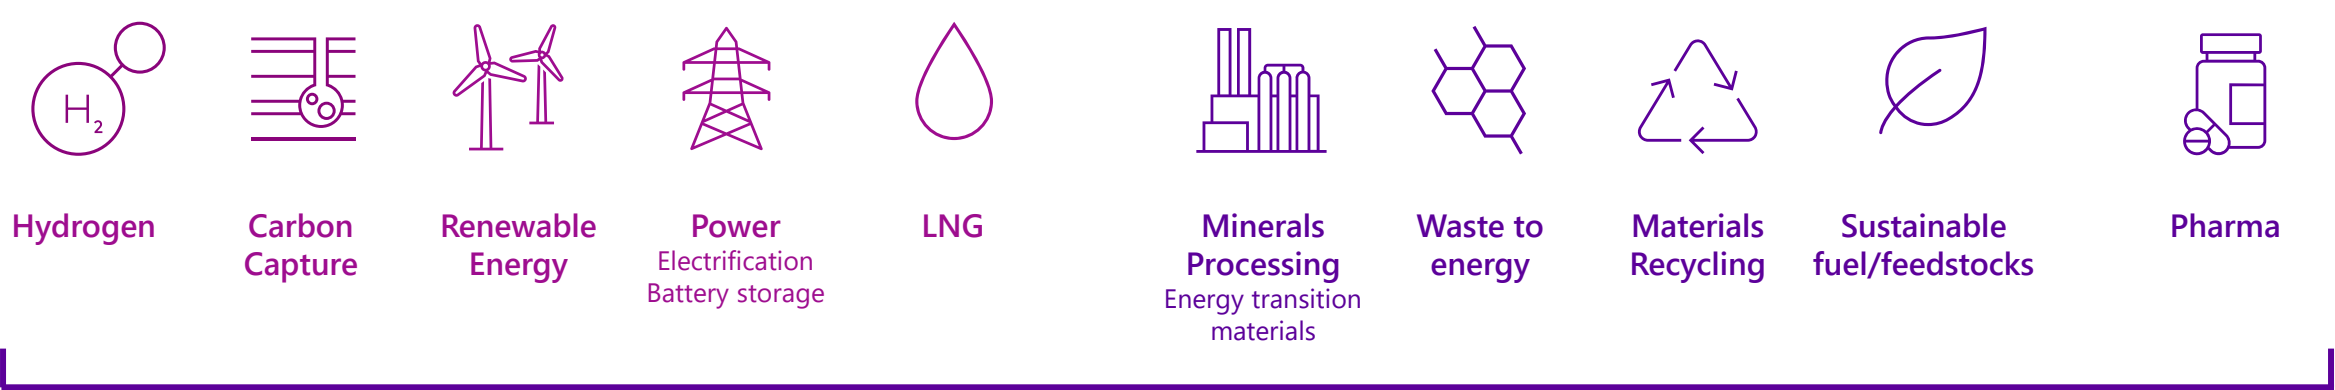 H2
Hydrogen
Carbon
Capture
Renewable
Energy
Power
Electrification
Battery storage
LNG
Minerals
Processing
Energy transition
materials
Waste to
energy
Materials
Recycling
Sustainable
fuel/feedstocks
Pharma